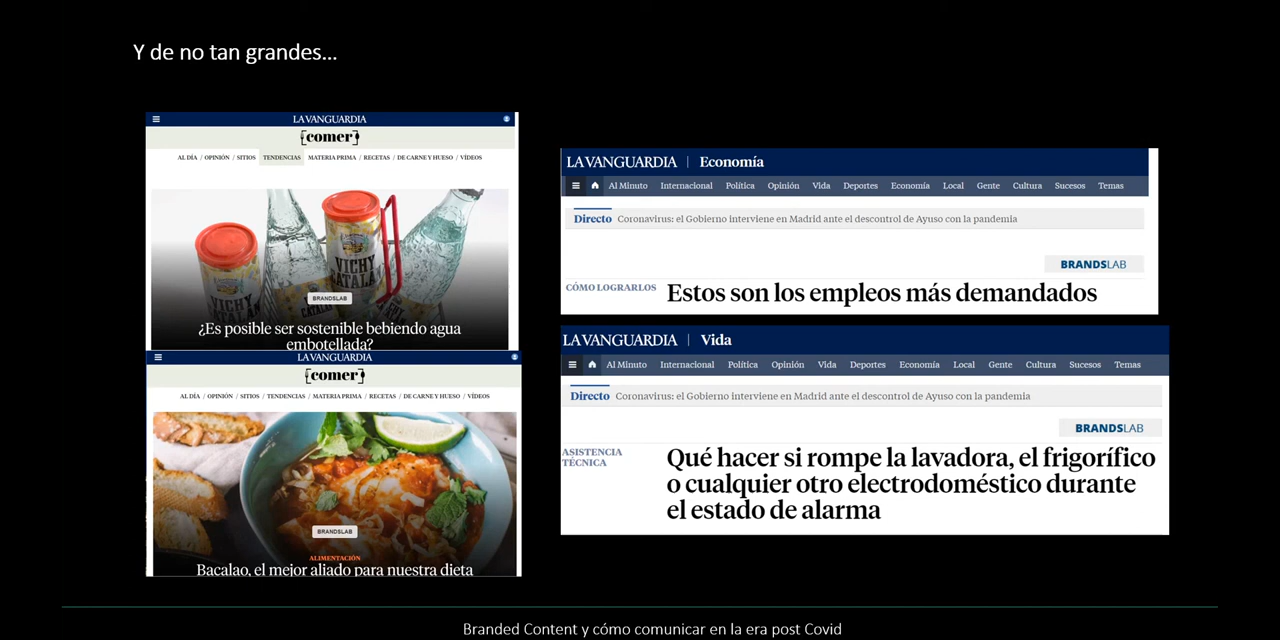 Y de no tan grandes...
LA VANGUARDIA
comer
AL DÍA / OPINIÓN / SITIOS TENDENCIAS MATERIA PRIMA / RECETAS / DE CARNE Y HUESO / VÍDEOS
VICHY CATALAN
VICHY CATALAN
BRANDSLAB
¿Es posible ser sostenible bebiendo agua
embotellada?
LA VANGUARDIA
comer
AL DÍA / OPINIÓN / SITIOS / TENDENCIAS / MATERIA PRIMA / RECETAS / DE CARNE Y HUESO / VÍDEOS
BRANDSLAB
ALIMENTACIÓN
Bacalao, el mejor aliado para nuestra dieta
LA VANGUARDIA | Economía
Al Minuto Internacional Política Opinión Vida Deportes Economía Local Gente Cultura Sucesos Temas
Directo Coronavirus: el Gobierno interviene en Madrid ante el descontrol de Ayuso con la pandemia
BRANDSLAB
CÓMO LOGRARLOS Estos son los empleos más demandados
LA VANGUARDIA | Vida
Al Minuto Internacional Política Opinión Vida Deportes Economía Local Gente Cultura Sucesos Temas
Directo Coronavirus: el Gobierno interviene en Madrid ante el descontrol de Ayuso con la pandemia
BRANDSLAB
ASISTENCIA
TÉCNICA
Qué hacer si rompe la lavadora, el frigorífico
o cualquier otro electrodoméstico durante
el estado de alarma
Branded Content y cómo comunicar en la era post Covid